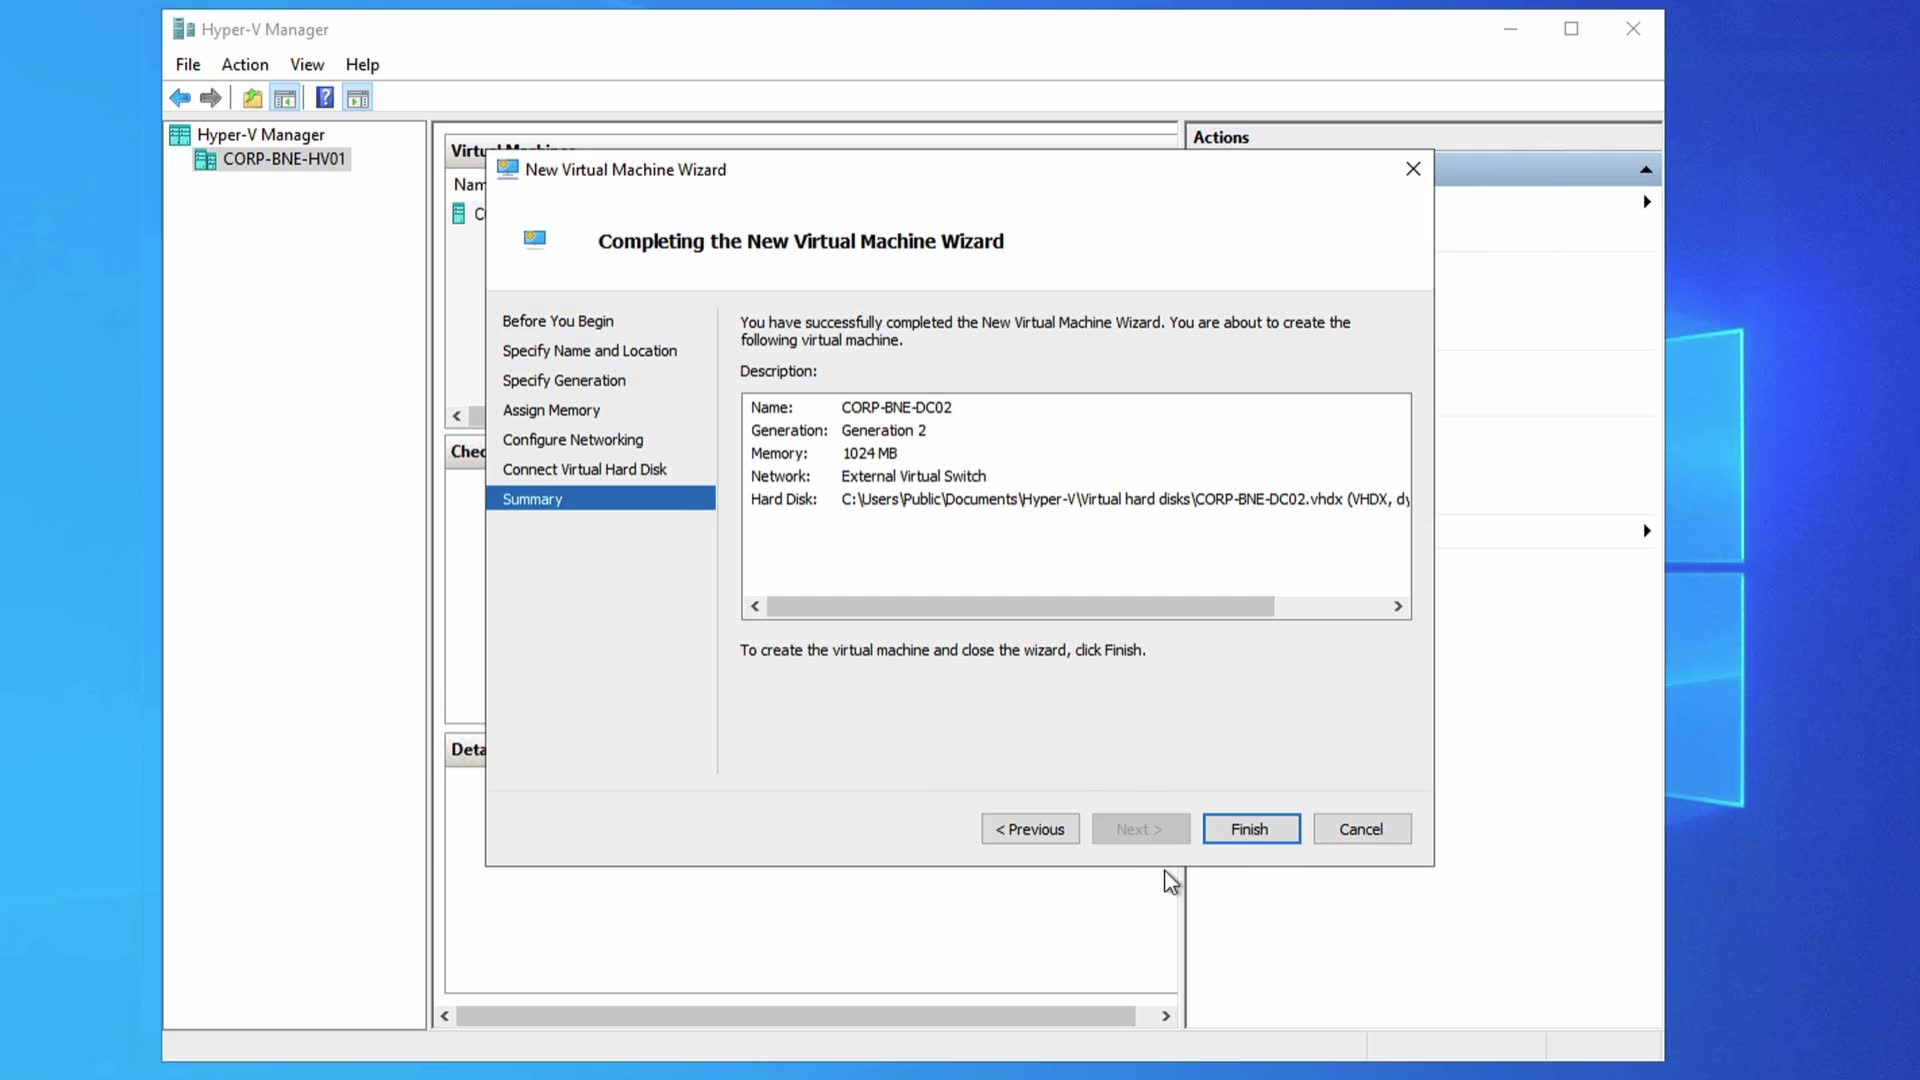 Hyper-V Manager
File Action View Help
Hyper-V Manager
CORP-BNE-HV01
Actions
New Virtual Machine Wizard
Completing the New Virtual Machine Wizard
Before You Begin
Specify Name and Location
Specify Generation
Assign Memory
Configure Networking
Connect Virtual Hard Disk
Summary
You have successfully completed the New Virtual Machine Wizard. You are about to create the
following virtual machine.
Description:
Name: CORP-BNE-DC02
Generation: Generation 2
Memory: 1024 MB
Network: External Virtual Switch
Hard Disk: C:\Users\Public\Documents\Hyper-V\Virtual hard disks\CORP-BNE-DC02.vhdx (VHDX, dy
To create the virtual machine and close the wizard, click Finish.
< Previous Next > Finish Cancel